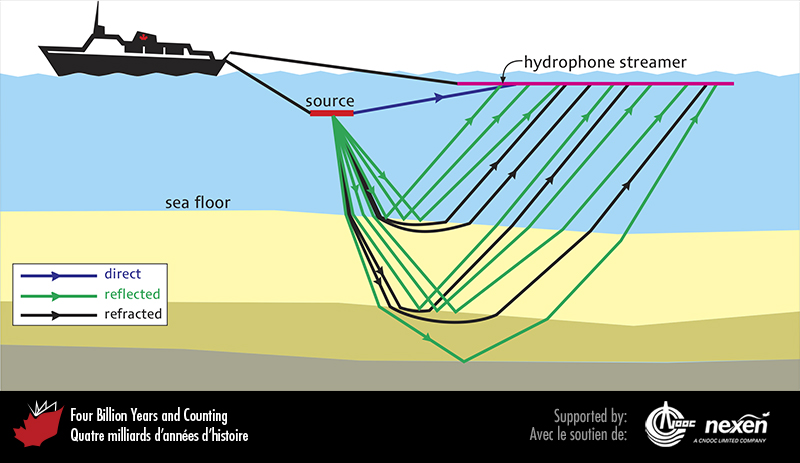 hydrophone streamer
source
sea floor
direct
reflected
refracted
Four Billion Years and Counting
Quatre milliards d’années d’histoire
Supported by:
Avec le soutien de:
CNOOC
nexen
A CNOOC LIMITED COMPANY